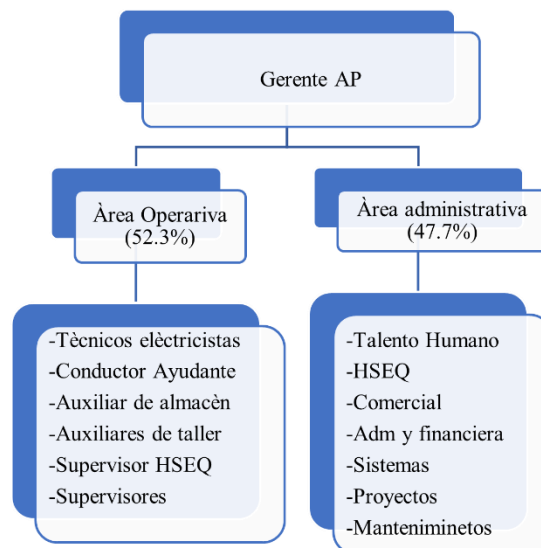 Gerente AP
Àrea Operariva
(52.3%)
Àrea administrativa
(47.7%)
-Tècnicos elèctricistas
-Conductor Ayudante
-Auxiliar de almacèn
-Auxiliares de taller
-Supervisor HSEQ
-Supervisores
-Talento Humano
-HSEQ
-Comercial
-Adm y financiera
-Sistemas
-Proyectos
-Manteniminetos